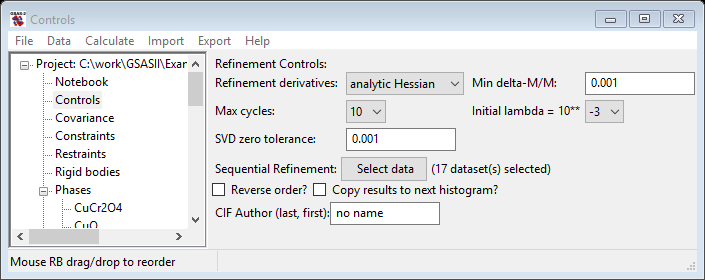 Controls
File Data Calculate Import Export Help
Project: C:\work\GSASII\Exam
Notebook
Controls
Covariance
Constraints
Restraints
Rigid bodies
Phases
CuCr2O4
CuO
Refinement Controls:
Refinement derivatives: analytic Hessian Min delta-M/M: 0.001
Max cycles: 10 Initial lambda = 10** -3
SVD zero tolerance: 0.001
Sequential Refinement: Select data (17 dataset(s) selected)
Reverse order? Copy results to next histogram?
CIF Author (last, first): no name
Mouse RB drag/drop to reorder